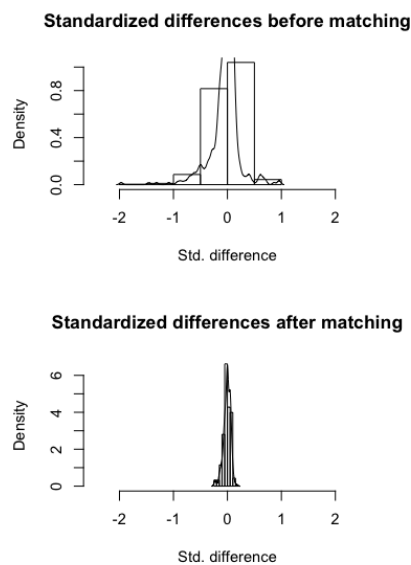 Standardized differences before matching
Density
0.0 0.4 0.8
-2 -1 0 1 2
Std. difference
Standardized differences after matching
Density
0 2 4 6
-2 -1 0 1 2
Std. difference